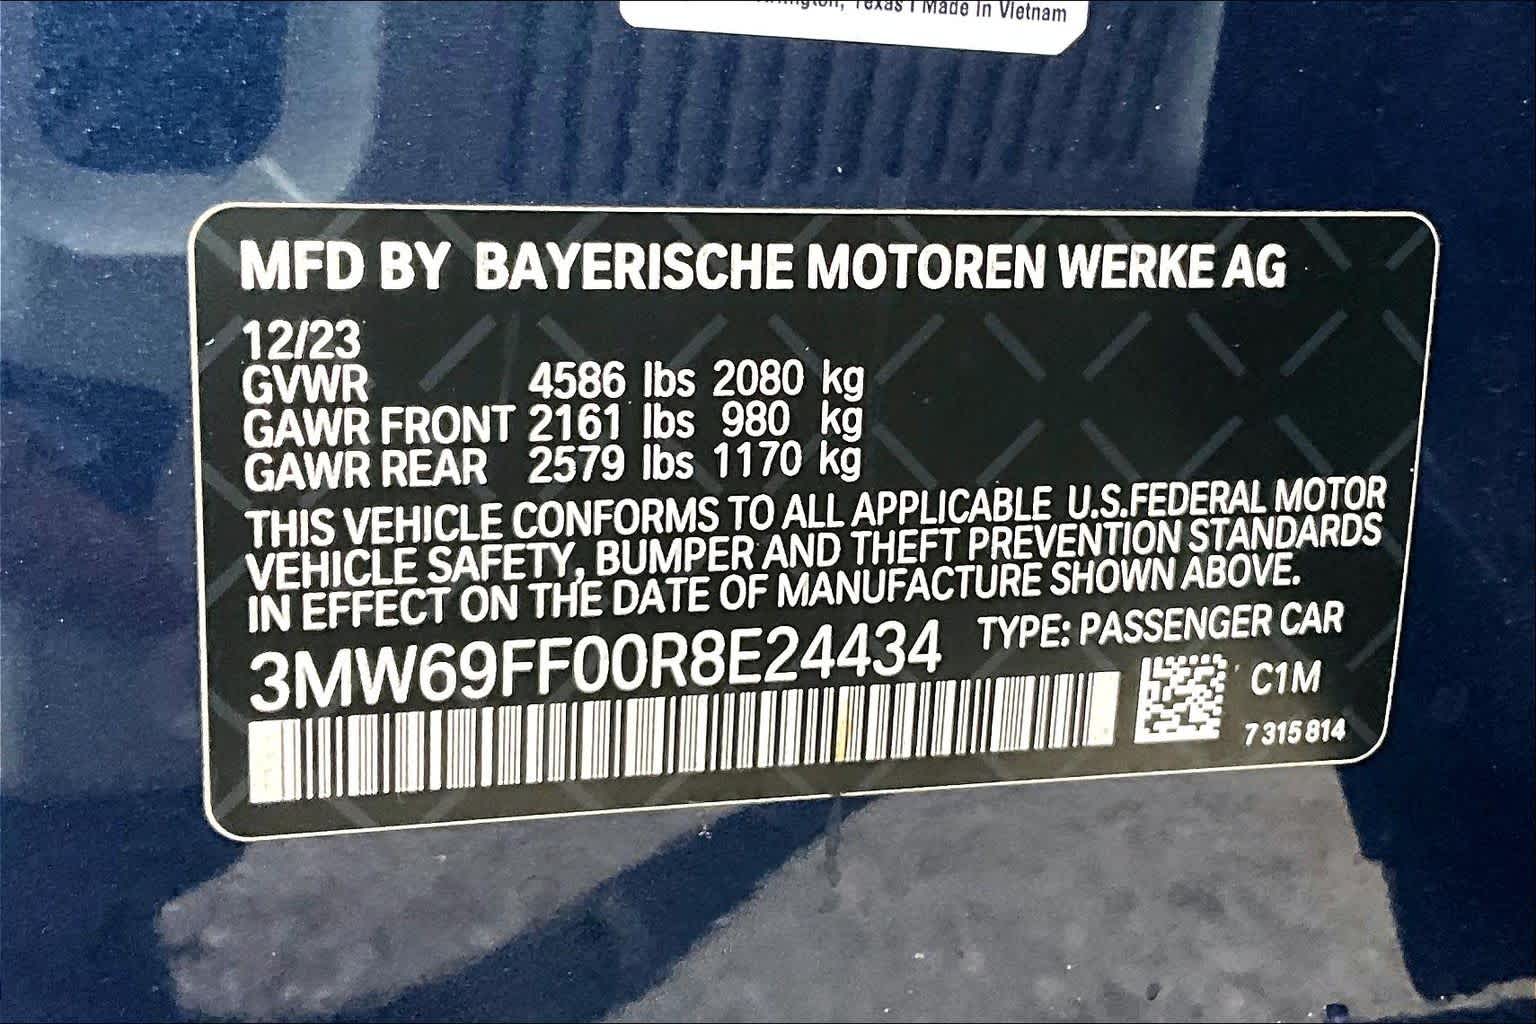 Texas | Made In Vietnam
MFD BY BAYERISCHE MOTOREN WERKE AG
12/23
GVWR 4586 lbs 2080 kg
GAWR FRONT 2161 lbs 980 kg
GAWR REAR 2579 lbs 1170 kg
THIS VEHICLE CONFORMS TO ALL APPLICABLE U.S.FEDERAL MOTOR
VEHICLE SAFETY, BUMPER AND THEFT PREVENTION STANDARDS
IN EFFECT ON THE DATE OF MANUFACTURE SHOWN ABOVE.
3MW69FF00R8E24434 TYPE: PASSENGER CAR
C1M
7 315 814